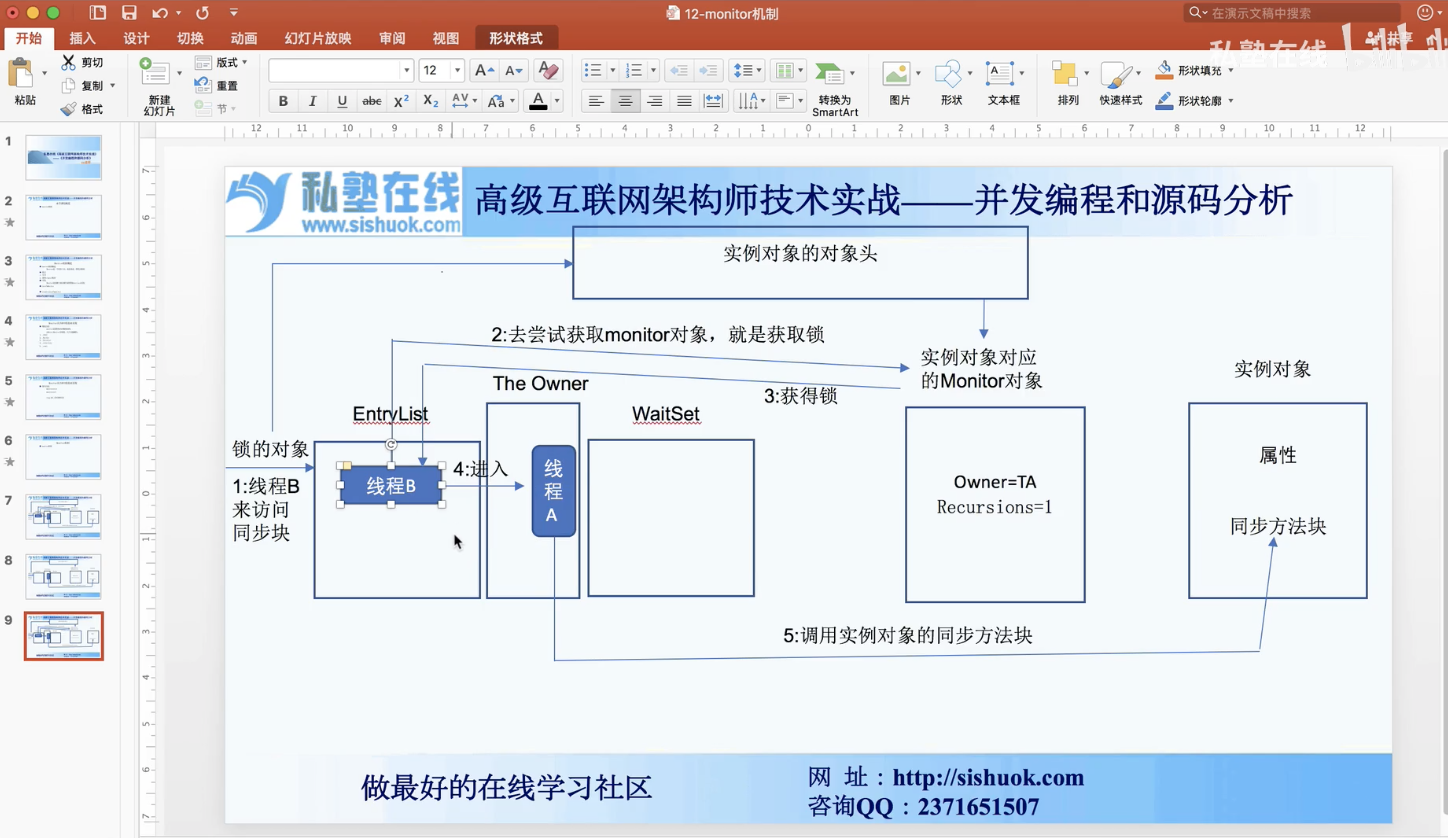 12-monitor机制
在演示文稿中搜索
开始 插入 设计 切换 动画 幻灯片放映 审阅 视图 形状格式 共享
私塾在线
粘贴
剪切
复制
格式
新建
幻灯片
版式
重置
节
12
B I U abc X² X₂ AV Aa A
转换为
SmartArt
图片
形状
文本框
排列
快速样式
形状填充
形状轮廓
1
2
3
4
5
6
7
8
9
私塾在线
www.sishuok.com
高级互联网架构师技术实战——并发编程和源码分析
实例对象的对象头
2:去尝试获取monitor对象，就是获取锁
实例对象对应
的Monitor对象
实例对象
The Owner
3:获得锁
EntryList
WaitSet
锁的对象
1:线程B
来访问
同步块
线程B
4:进入
线
程
A
Owner=TA
Recursions=1
属性
同步方法块
5:调用实例对象的同步方法块
做最好的在线学习社区
网 址：http://sishuok.com
咨询QQ：2371651507